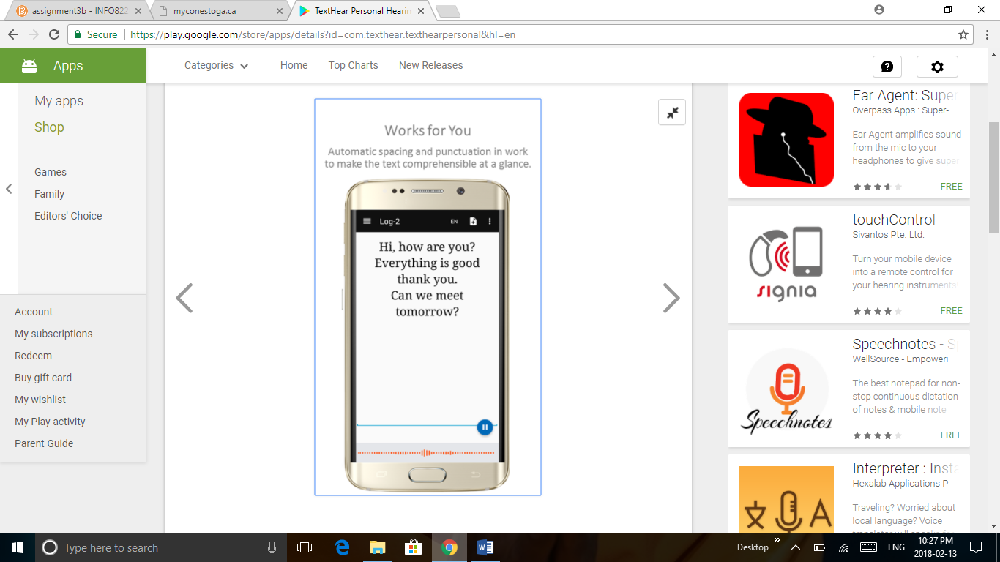 assignment3b - INFO822
myconestoga.ca
TextHear Personal Hearin
Secure
https://play.google.com/store/apps/details?id=com.texthear.texthearpersonal&hl=en
Apps
Categories
Home
Top Charts
New Releases
My apps
Shop
Games
Family
Editors' Choice
Account
My subscriptions
Redeem
Buy gift card
My wishlist
My Play activity
Parent Guide
Works for You
Automatic spacing and punctuation in work
to make the text comprehensible at a glance.
Log-2
EN
Hi, how are you?
Everything is good
thank you.
Can we meet
tomorrow?
Ear Agent: Super
Overpass Apps : Super-
Ear Agent amplifies sound
from the mic to your
headphones to give super
FREE
touchControl
Sivantos Pte. Ltd.
Turn your mobile device
into a remote control for
your hearing instruments!
signia
FREE
Speechnotes - S
WellSource - Empowerin
The best notepad for non-
stop continuous dictation
of notes & mobile note
Speechnotes
FREE
Interpreter : Insta
Hexalab Applications P
Traveling? Worried about
local language? Voice
文 A
Type here to search
Desktop
ENG
10:27 PM
2018-02-13